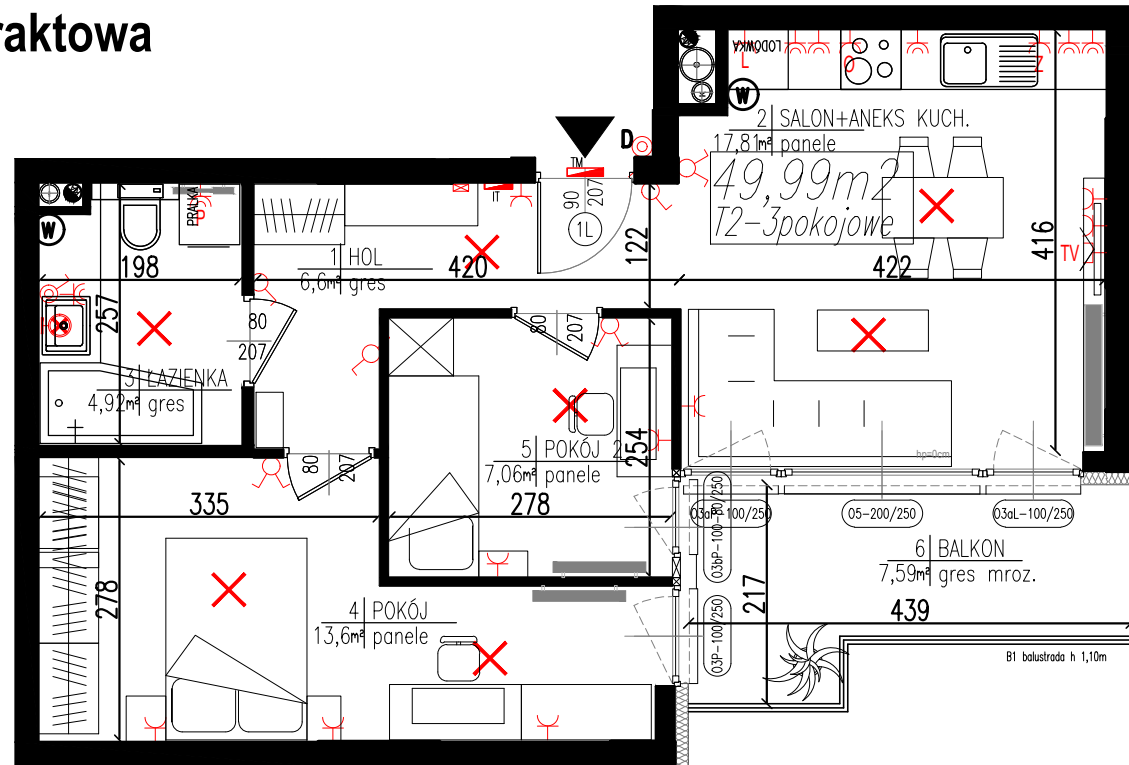 raktowa
LODÓWKA
L
O
Z
W
2 SALON+ANEKS KUCH.
17,81m² panele
49,99m2
T2-3pokojowe
D
TM
IT
90
207
1L
122
416
TV
PRALKA
P
W
198
1 HOL
6,6m² gres
420
422
257
80
207
80
207
3 ŁAZIENKA
4,92m² gres
5 POKÓJ 2
7,06m² panele
254
hp=0cm
80
207
335
278
03aP-100/250
05-200/250
03aL-100/250
03bP-100-80/250
6 BALKON
7,59m² gres mroz.
217
439
278
4 POKÓJ
13,6m² panele
03P-100/250
B1 balustrada h 1,10m